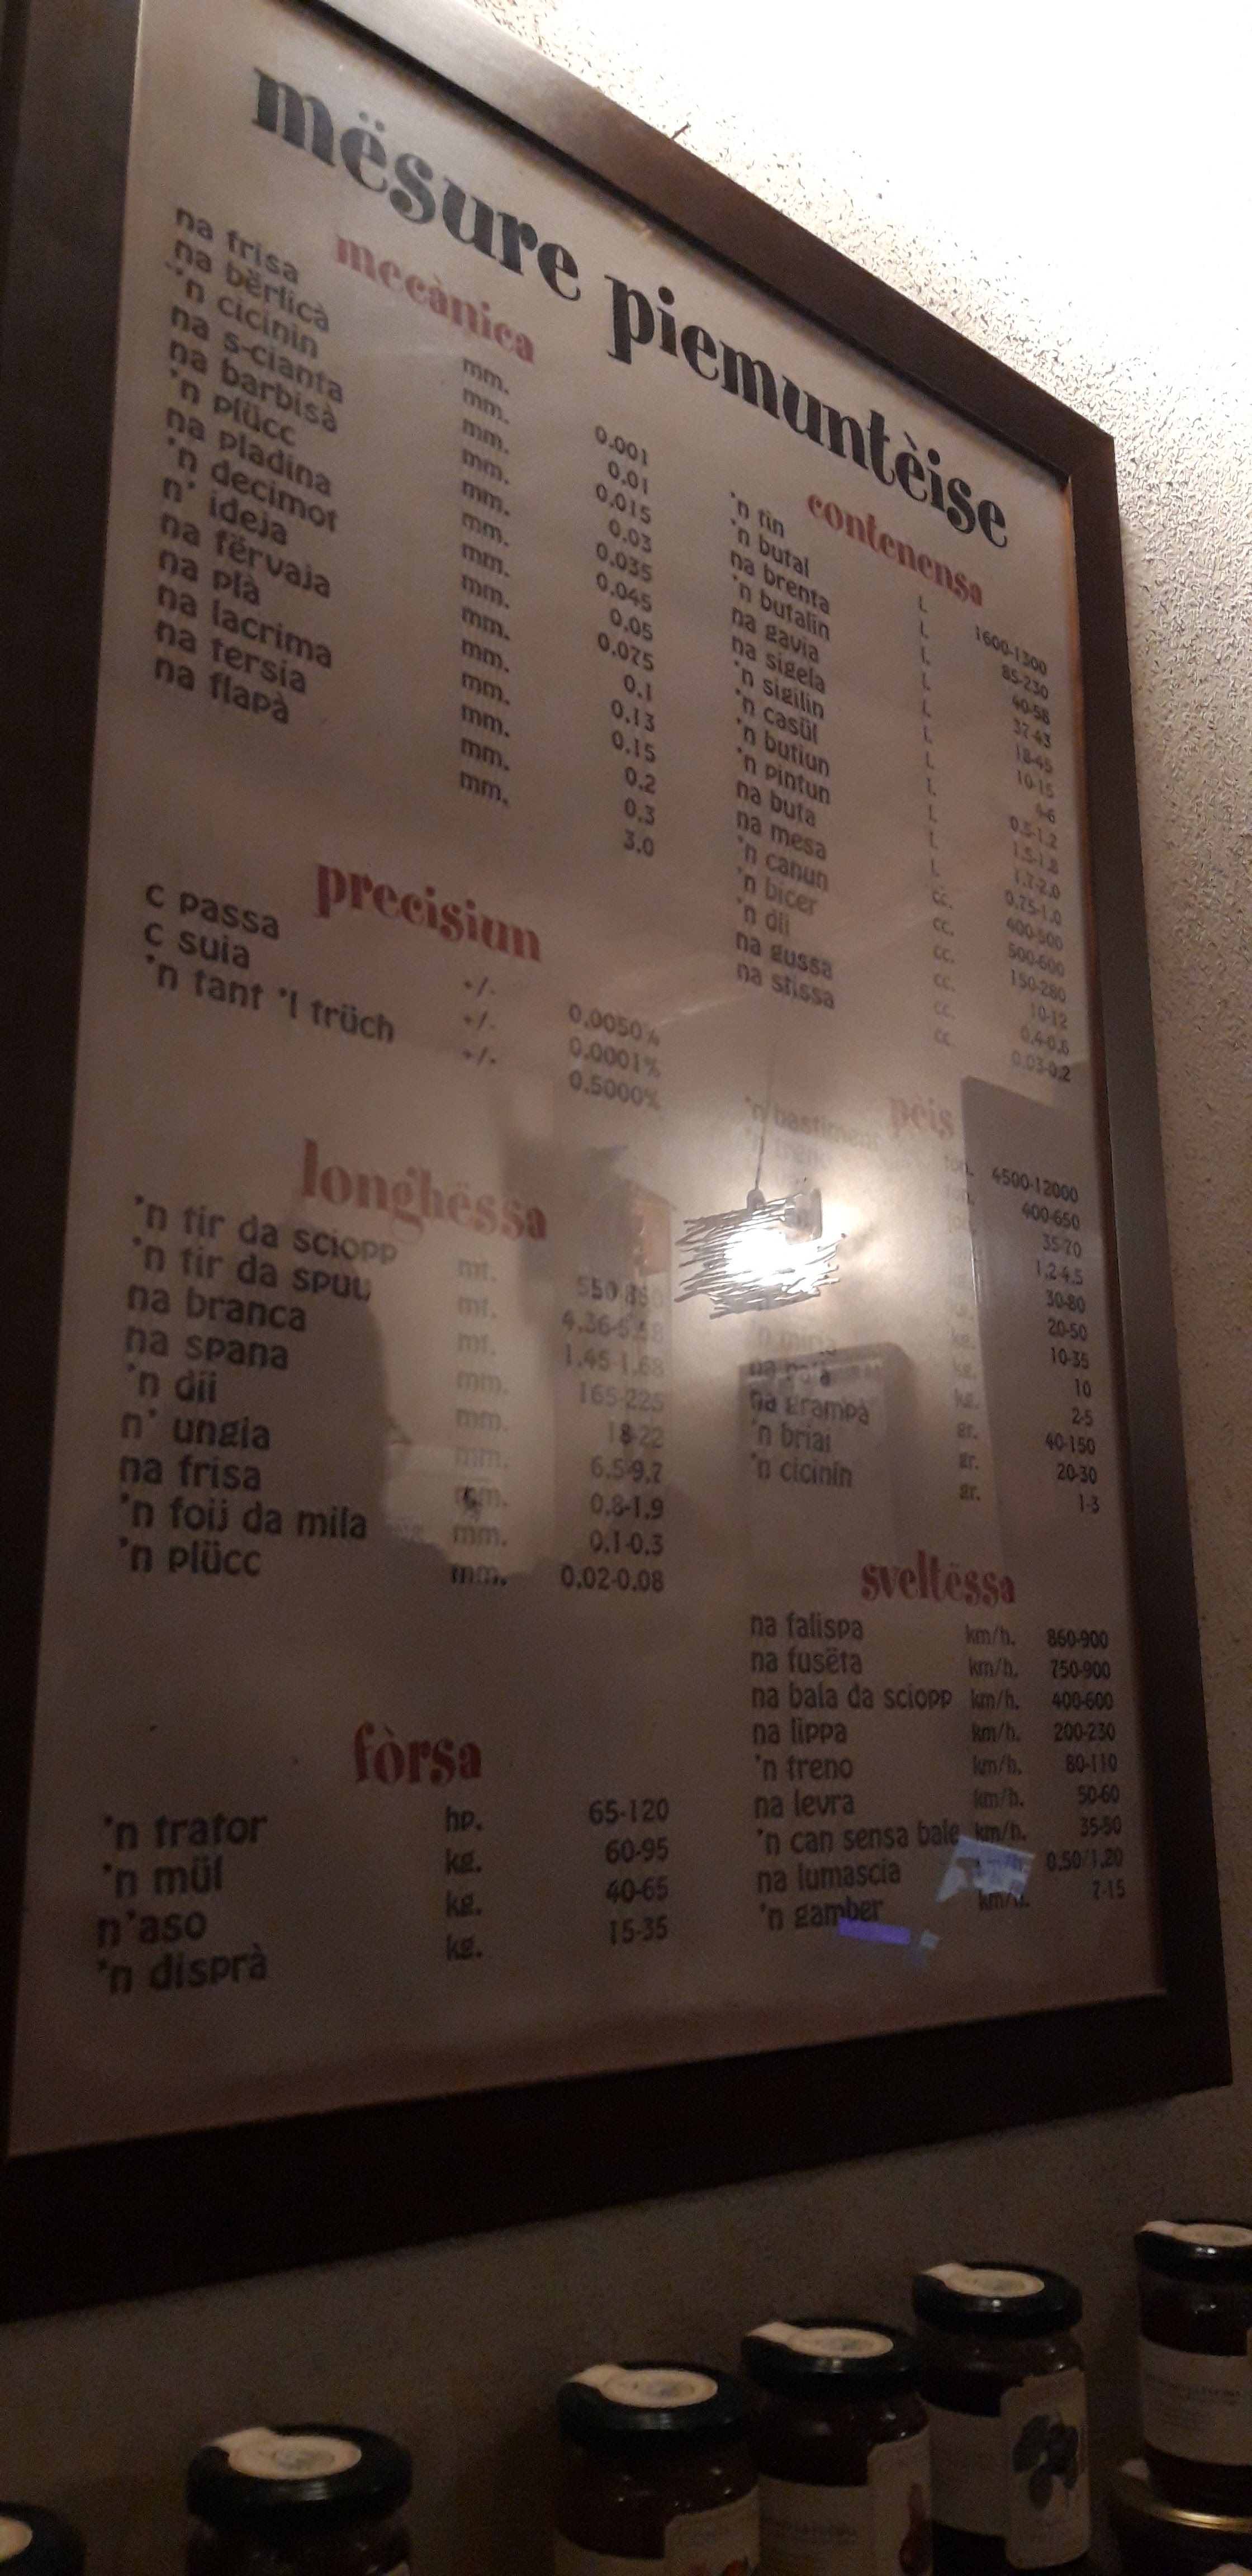 mësure piemuntèise
mecànica
na frisa mm. 0.001
na bërlicà mm. 0.01
'n cicinin mm. 0.015
na s-cianta mm. 0.03
na barbisà mm. 0.035
'n plücc mm. 0.045
na pladina mm. 0.05
'n decimot mm. 0.075
n' ideja mm. 0.1
na fërvaja mm. 0.13
na plà mm. 0.15
na lacrima mm. 0.2
na tersia mm. 0.3
na flapà mm. 3.0
precisiun
c passa +/- 0.0050%
c suia +/- 0.0001%
'n tant 'l trüch +/- 0.5000%
longhëssa
'n tir da sciopp mt.
'n tir da mt.
na branca mt. 1.45-1.68
na spana mm. 165-225
'n dii mm. 18-22
n' ungia mm. 6.5-9.7
na frisa mm. 0.8-1.9
'n foij da mila mm. 0.1-0.3
'n plücc mm. 0.02-0.08
fòrsa
'n trator hp. 65-120
'n mül kg. 60-95
n'aso kg. 40-65
'n disprà kg. 15-35
contenensa
'n tin L 1600-1300
'n butal L 85-230
na brenta L 40-58
'n butalin L 37-43
na gavia L 18-45
na sigela L 10-15
'n sigilin L 4-6
'n casül L 0.5-1.2
'n butiun L 1.5-1.8
'n pintun L 1.7-2.0
na buta L 0.75-1.0
na mesa cc. 400-500
'n canun cc. 500-600
'n bicer cc. 150-280
'n dii cc. 10-12
na gussa cc. 0.4-0.6
na stissa cc. 0.03-0.2
pèis
'n bastiment ton. 4500-12000
'n treno ton. 400-650
35-70
1.2-4.5
30-80
20-50
kg. 10-35
kg. 10
kg. 2-5
na grampà gr. 40-150
'n briai gr. 20-30
'n cicinin gr. 1-3
sveltëssa
na falispa km/h. 860-900
na fusëta km/h. 750-900
na bala da sciopp km/h. 400-600
na lippa km/h. 200-230
'n treno km/h. 80-110
na levra km/h. 50-60
'n can sensa bale km/h. 35-50
na lumascia 0.50/1.20
'n gamber km/h. 7-15